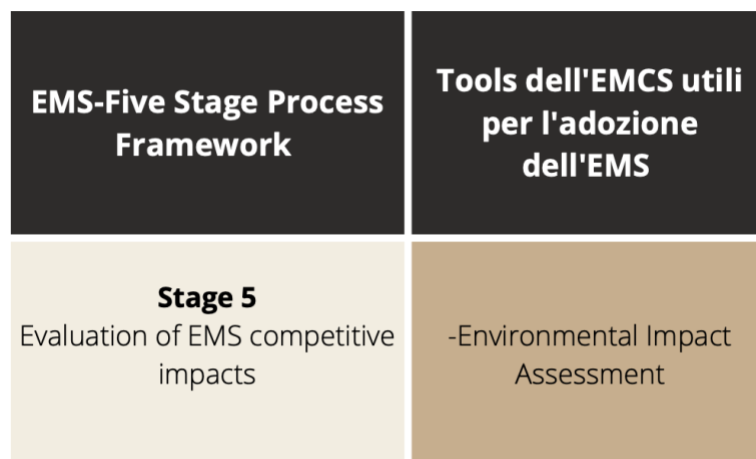 EMS-Five Stage Process
Framework
Tools dell'EMCS utili
per l'adozione
dell'EMS
Stage 5
Evaluation of EMS competitive
impacts
-Environmental Impact
Assessment